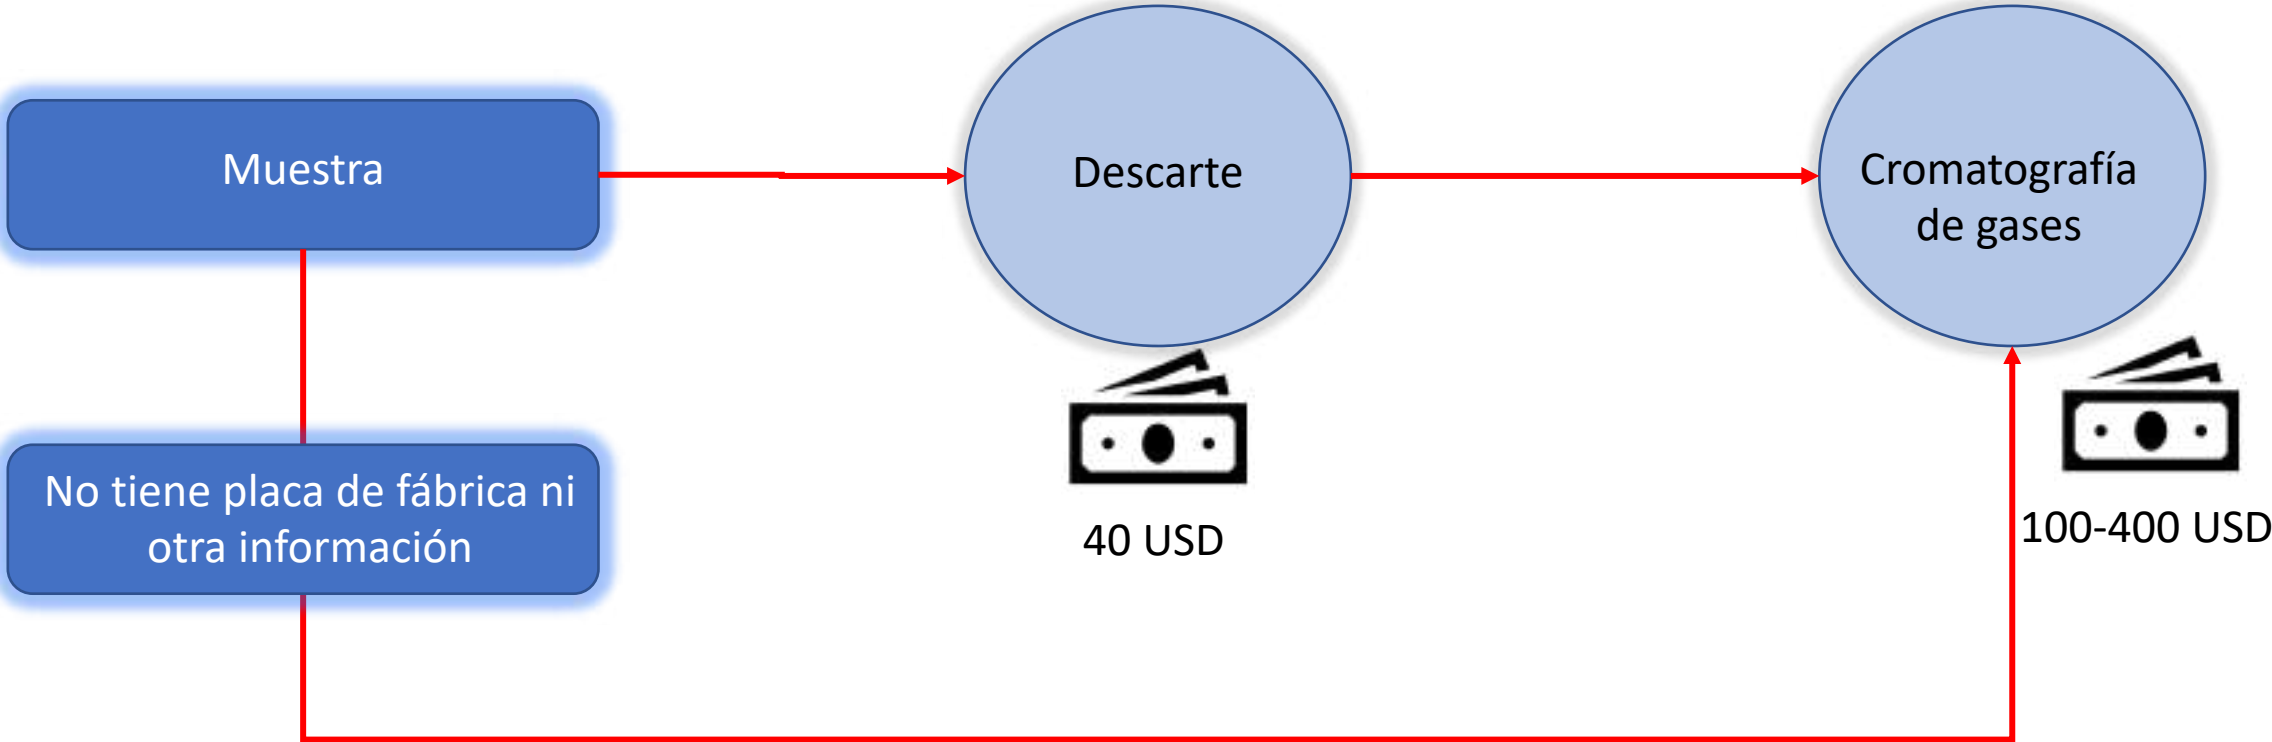 Muestra
Descarte
Cromatografía
de gases
No tiene placa de fábrica ni
otra información
40 USD
100-400 USD